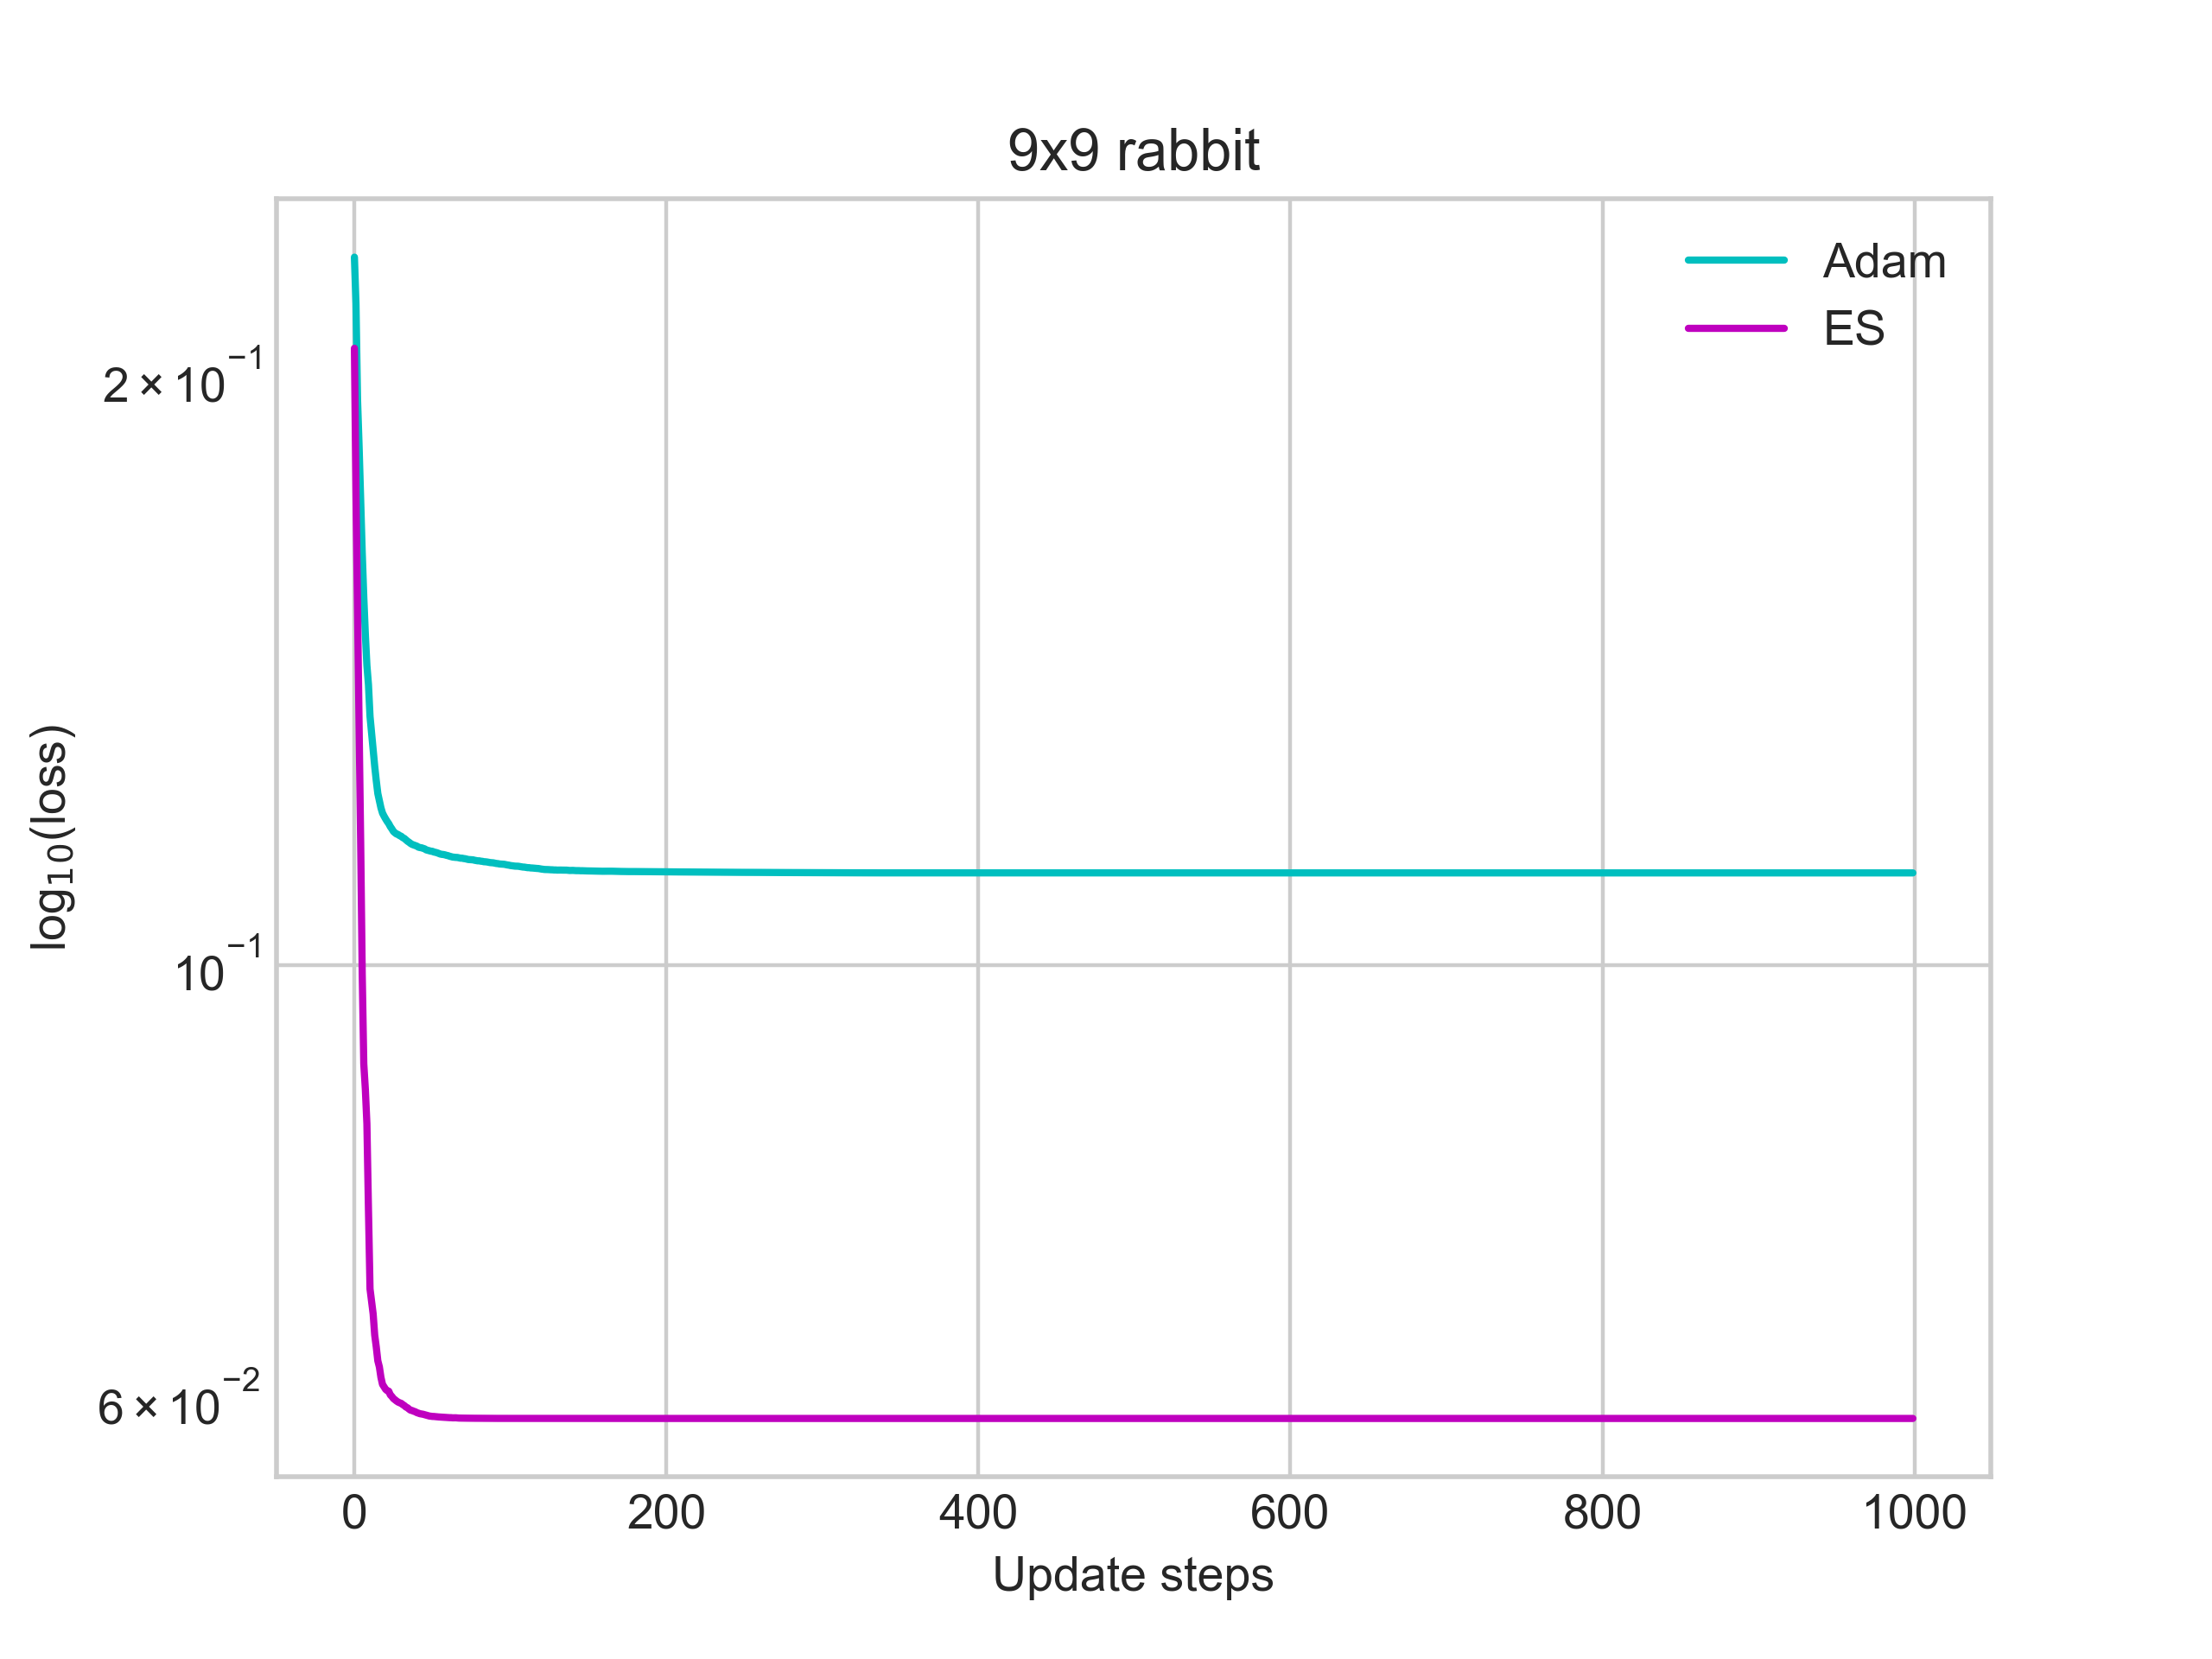 9x9 rabbit
Adam
ES
2 × 10⁻¹
10⁻¹
6 × 10⁻²
log₁₀(loss)
0 200 400 600 800 1000
Update steps